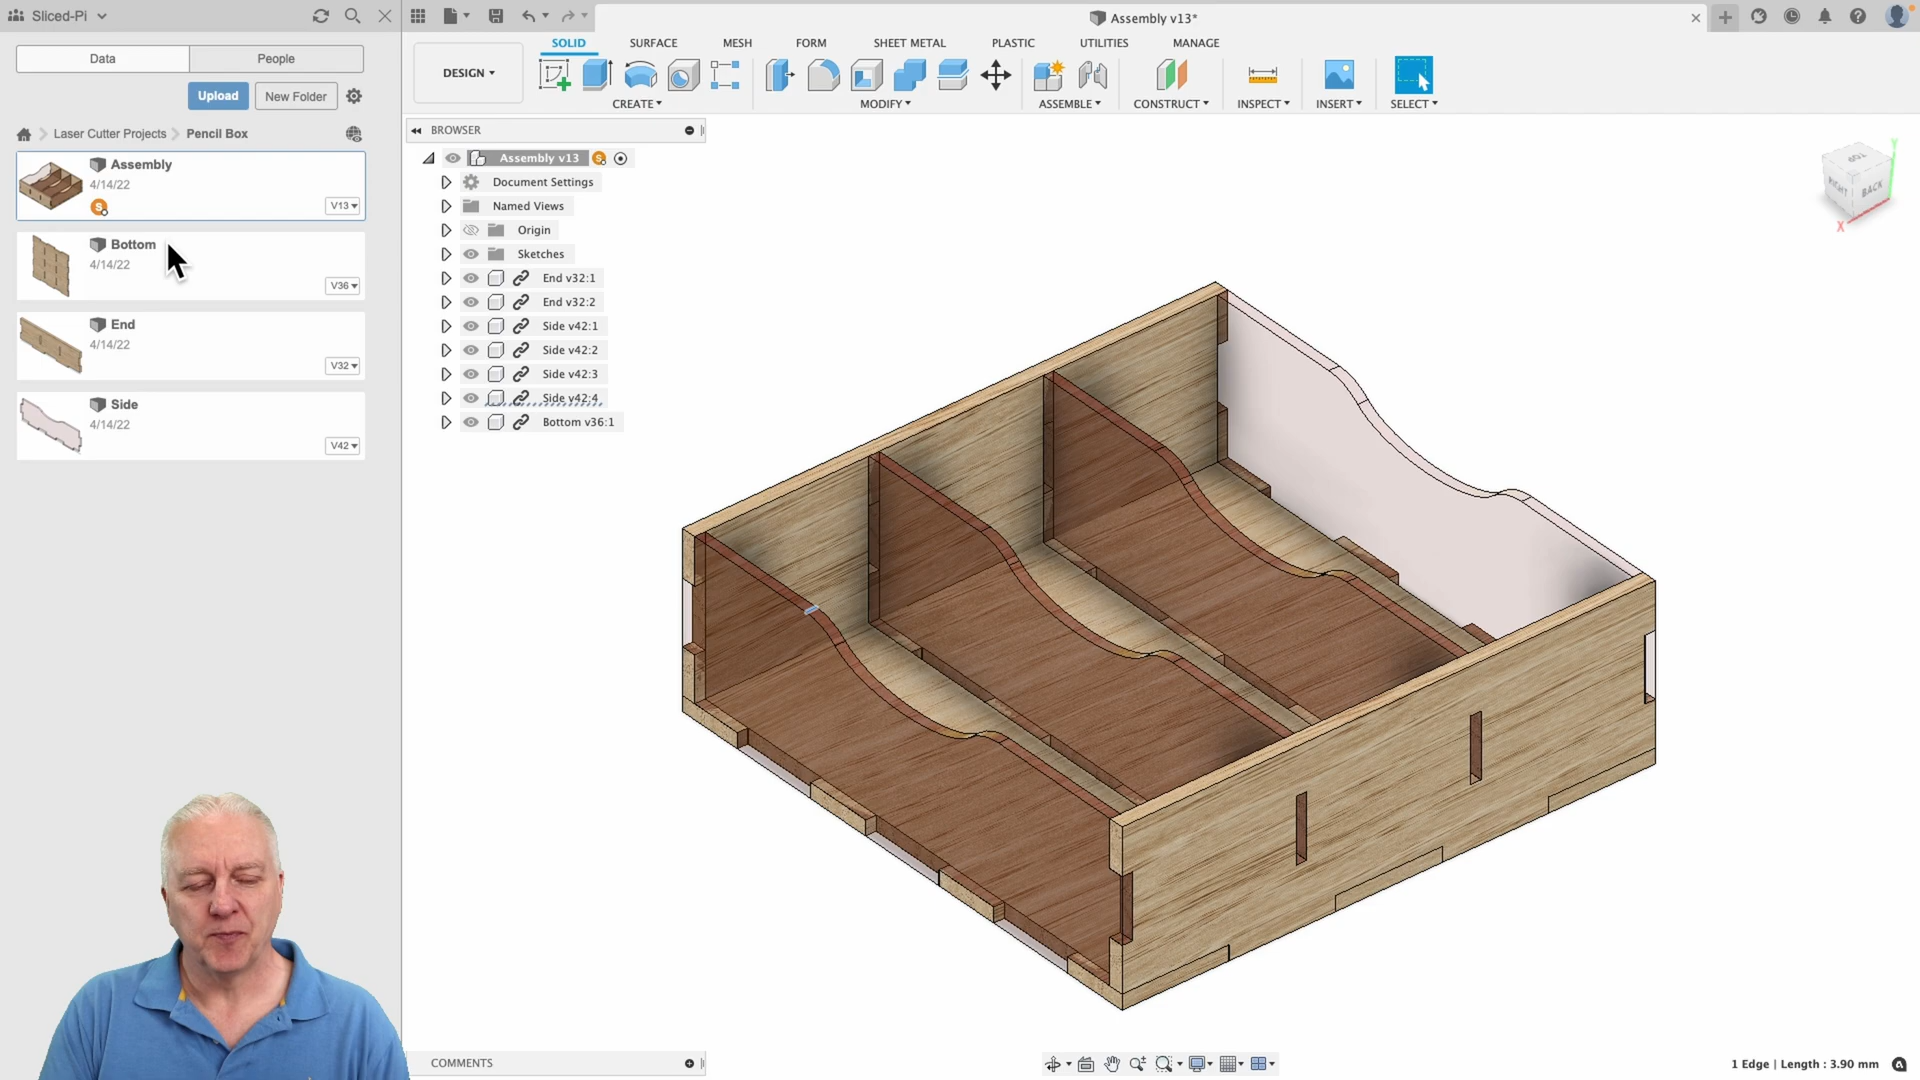 Sliced-Pi
Assembly v13*
Data
People
Upload
New Folder
Laser Cutter Projects
Pencil Box
Assembly
4/14/22
S
V13
Bottom
4/14/22
V36
End
4/14/22
V32
Side
4/14/22
V42
DESIGN
SOLID
SURFACE
MESH
FORM
SHEET METAL
PLASTIC
UTILITIES
MANAGE
CREATE
MODIFY
ASSEMBLE
CONSTRUCT
INSPECT
INSERT
SELECT
BROWSER
Assembly v13
S
Document Settings
Named Views
Origin
Sketches
End v32:1
End v32:2
Side v42:1
Side v42:2
Side v42:3
Side v42:4
Bottom v36:1
TOP
RIGHT
BACK
Y
X
COMMENTS
1 Edge | Length : 3.90 mm